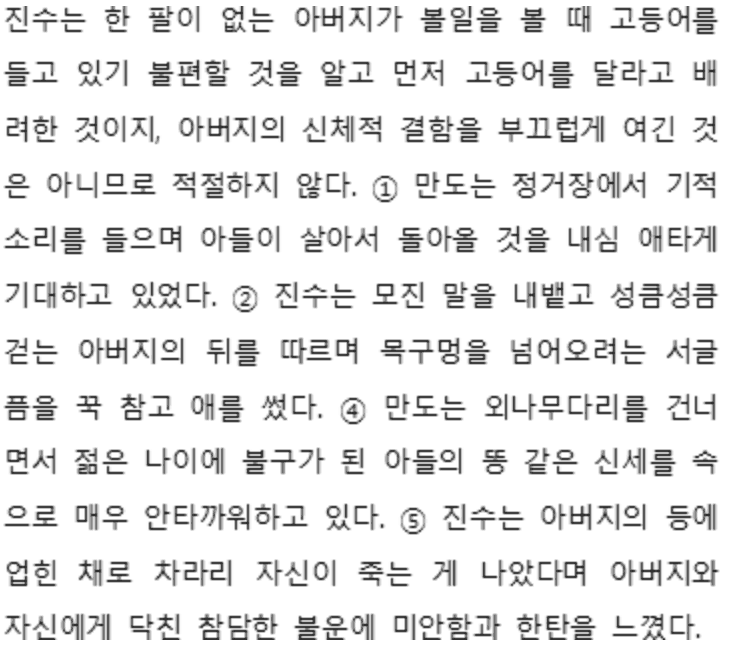 진수는 한 팔이 없는 아버지가 볼일을 볼 때 고등어를
들고 있기 불편할 것을 알고 먼저 고등어를 달라고 배
려한 것이지, 아버지의 신체적 결함을 부끄럽게 여긴 것
은 아니므로 적절하지 않다. ① 만도는 정거장에서 기적
소리를 들으며 아들이 살아서 돌아올 것을 내심 애타게
기대하고 있었다. ② 진수는 모진 말을 내뱉고 성큼성큼
걷는 아버지의 뒤를 따르며 목구멍을 넘어오려는 서글
픔을 꾹 참고 애를 썼다. ④ 만도는 외나무다리를 건너
면서 젊은 나이에 불구가 된 아들의 똥 같은 신세를 속
으로 매우 안타까워하고 있다. ⑤ 진수는 아버지의 등에
업힌 채로 차라리 자신이 죽는 게 나았다며 아버지와
자신에게 닥친 참담한 불운에 미안함과 한탄을 느꼈다.